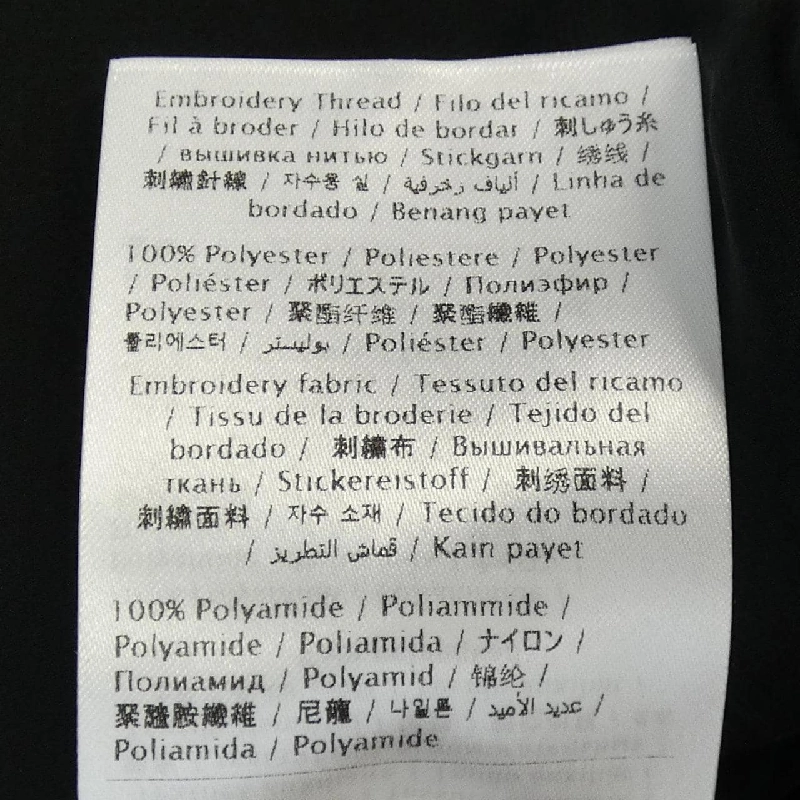 Embroidery Thread / Filo del ricamo /
Fil à broder / Hilo de bordar / 刺しゅう糸
/ вышивка нитью / Stickgarn / 绣线 /
刺繡針線 / 자수용 실 / ألياف زخرفية / Linha de
bordado / Benang payet
100% Polyester / Poliestere / Polyester
/ Poliéster / ポリエステル / Полиэфир /
Polyester / 聚酯纤维 / 聚酯纖維 /
폴리에스터 / بوليستر / Poliéster / Polyester
Embroidery fabric / Tessuto del ricamo
/ Tissu de la broderie / Tejido del
bordado / 刺繡布 / Вышивальная
ткань / Stickereistoff / 刺绣面料 /
刺繡面料 / 자수 소재 / Tecido do bordado
/ قماش التطريز / Kain payet
100% Polyamide / Poliammide /
Polyamide / Poliamida / ナイロン /
Полиамид / Polyamid / 锦纶 /
聚醯胺纖維 / 尼龍 / 나일론 / عديد الأميد /
Poliamida / Polyamide